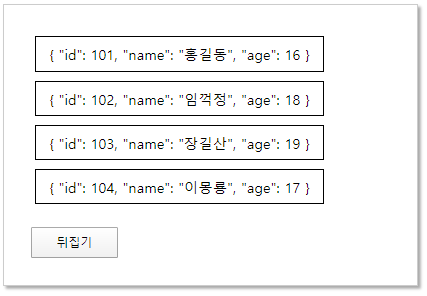 { "id": 101, "name": "홍길동", "age": 16 }
{ "id": 102, "name": "임꺽정", "age": 18 }
{ "id": 103, "name": "장길산", "age": 19 }
{ "id": 104, "name": "이몽룡", "age": 17 }
뒤집기